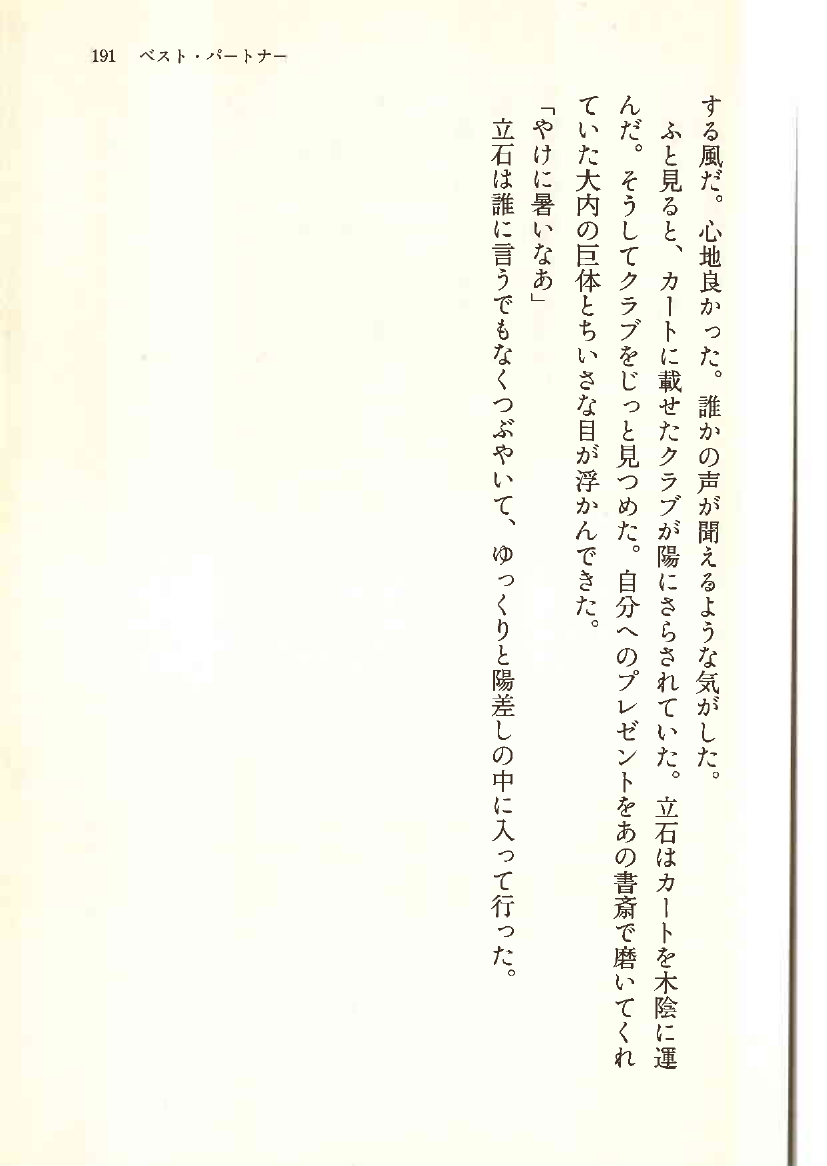 191 ベスト・パートナー
する風だ。心地良かった。誰かの声が聞えるような気がした。
ふと見ると、カートに載せたクラブが陽にさらされていた。立石はカートを木陰に運
んだ。そうしてクラブをじっと見つめた。自分へのプレゼントをあの書斎で磨いてくれ
ていた大内の巨体とちいさな目が浮かんできた。
「やけに暑いなあ」
立石は誰に言うでもなくつぶやいて、ゆっくりと陽差しの中に入って行った。